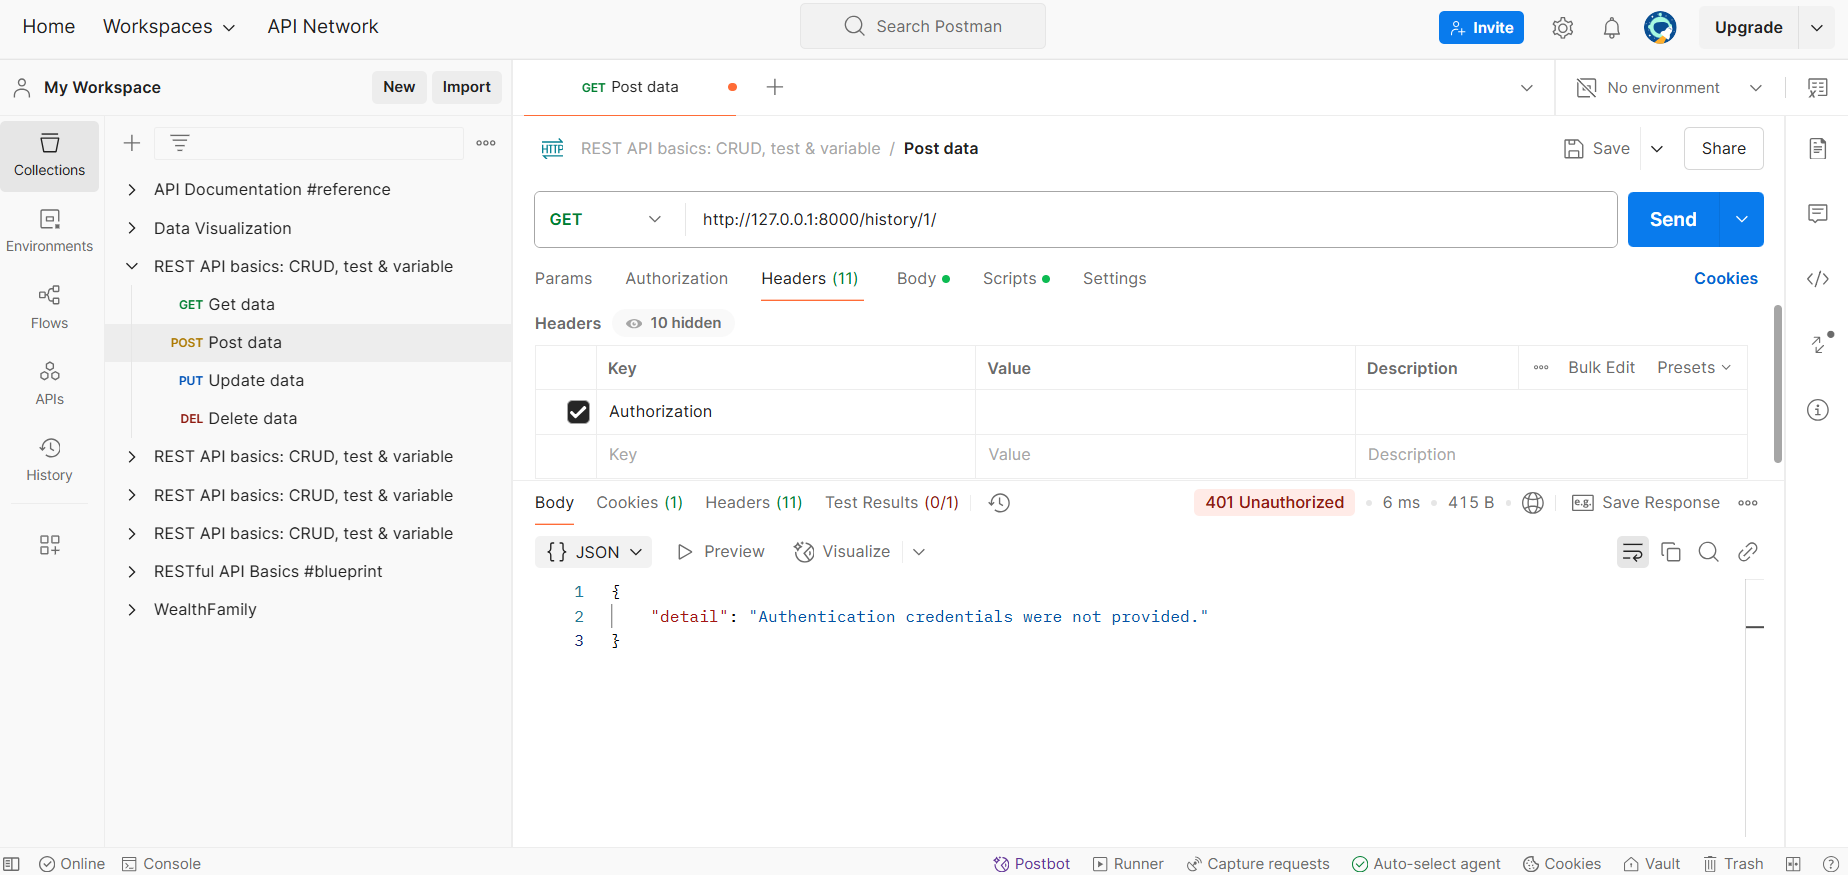 Home Workspaces API Network Search Postman Invite Upgrade
My Workspace New Import GET Post data No environment
Collections
Environments
Flows
APIs
History
API Documentation #reference
Data Visualization
REST API basics: CRUD, test & variable
GET Get data
POST Post data
PUT Update data
DEL Delete data
REST API basics: CRUD, test & variable
REST API basics: CRUD, test & variable
REST API basics: CRUD, test & variable
RESTful API Basics #blueprint
WealthFamily
HTTP REST API basics: CRUD, test & variable / Post data Save Share
GET http://127.0.0.1:8000/history/1/ Send
Params Authorization Headers (11) Body Scripts Settings Cookies
Headers 10 hidden
Key Value Description Bulk Edit Presets
Authorization
Key Value Description
Body Cookies (1) Headers (11) Test Results (0/1) 401 Unauthorized 6 ms 415 B e.g. Save Response
{} JSON Preview Visualize
1 {
2 "detail": "Authentication credentials were not provided."
3 }
Online Console Postbot Runner Capture requests Auto-select agent Cookies Vault Trash